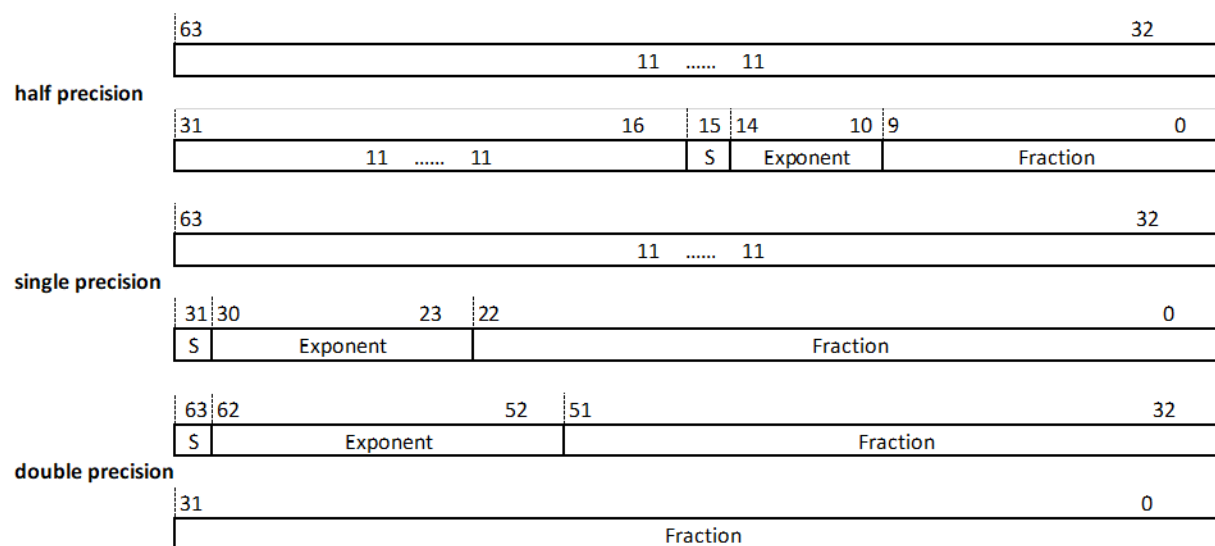 63 32
11 ...... 11
half precision
31 16 15 14 10 9 0
11 ...... 11 S Exponent Fraction
63 32
11 ...... 11
single precision
31 30 23 22 0
S Exponent Fraction
63 62 52 51 32
S Exponent Fraction
double precision
31 0
Fraction